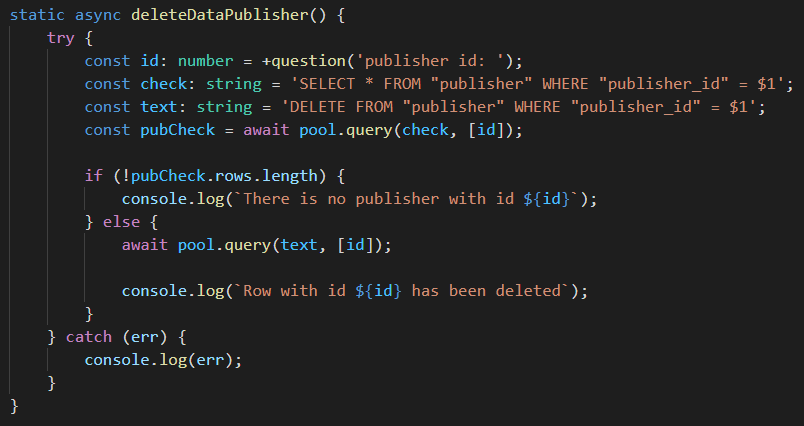 static async deleteDataPublisher() {
    try {
        const id: number = +question('publisher id: ');
        const check: string = 'SELECT * FROM "publisher" WHERE "publisher_id" = $1';
        const text: string = 'DELETE FROM "publisher" WHERE "publisher_id" = $1';
        const pubCheck = await pool.query(check, [id]);

        if (!pubCheck.rows.length) {
            console.log(`There is no publisher with id ${id}`);
        } else {
            await pool.query(text, [id]);

            console.log(`Row with id ${id} has been deleted`);
        }
    } catch (err) {
        console.log(err);
    }
}